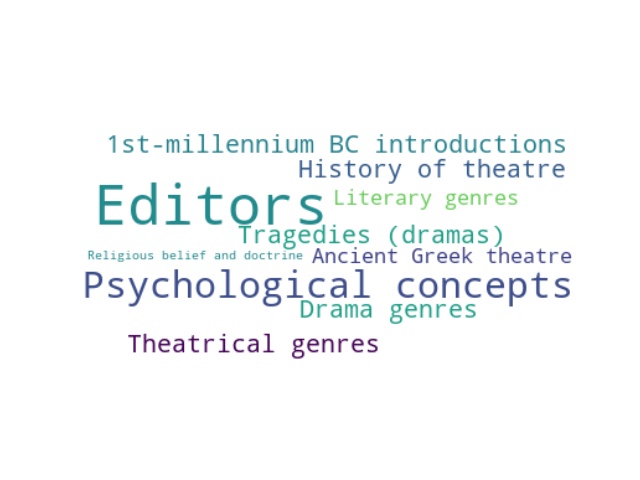 1st-millennium BC introductions
History of theatre
Editors
Literary genres
Tragedies (dramas)
Religious belief and doctrine
Ancient Greek theatre
Psychological concepts
Drama genres
Theatrical genres